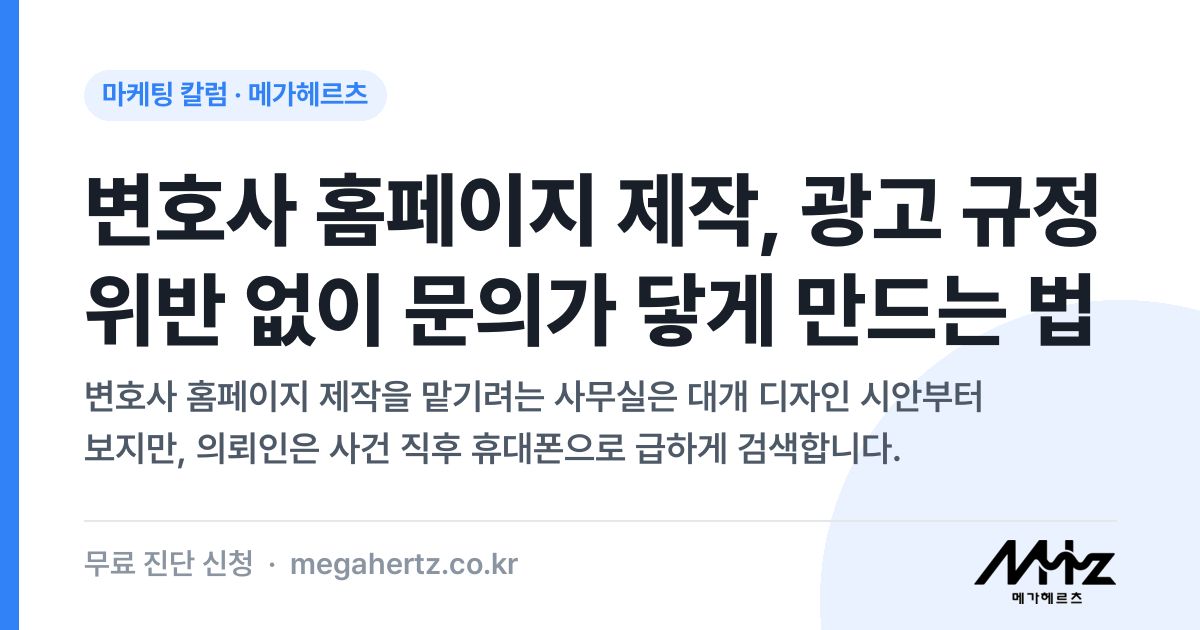 마케팅 칼럼 · 메가헤르츠
변호사 홈페이지 제작, 광고 규정
위반 없이 문의가 닿게 만드는 법
변호사 홈페이지 제작을 맡기려는 사무실은 대개 디자인 시안부터
보지만, 의뢰인은 사건 직후 휴대폰으로 급하게 검색합니다.
무료 진단 신청 · megahertz.co.kr
MHz
메가헤르츠